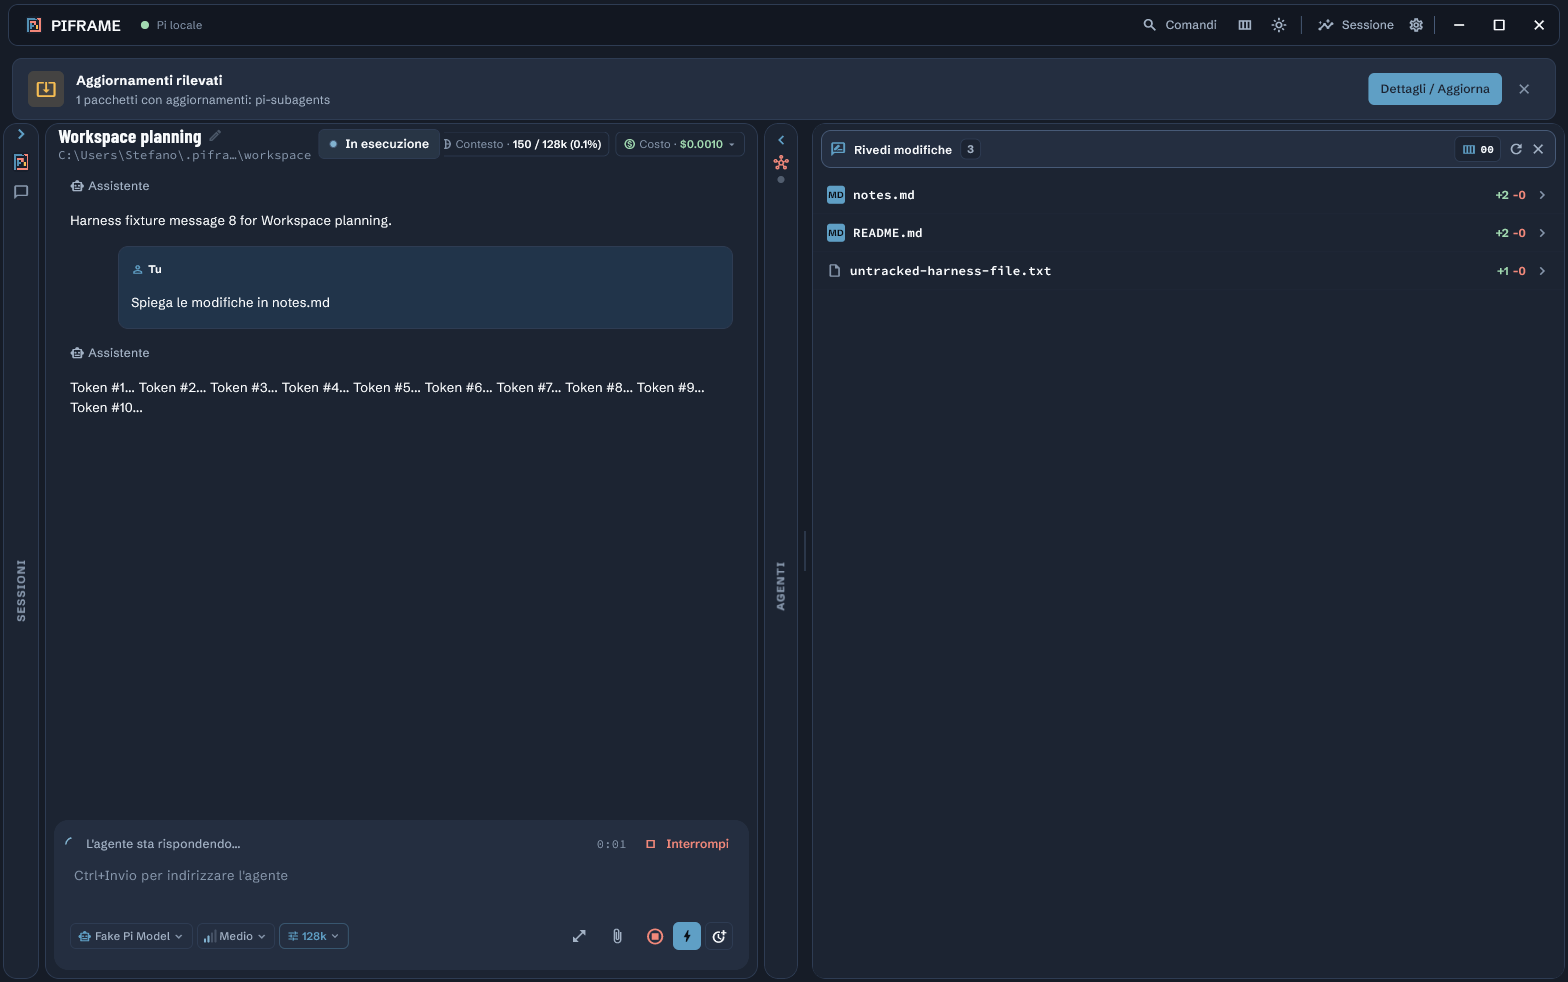 PIFRAME
Pi locale
Comandi
Sessione
Aggiornamenti rilevati
1 pacchetti con aggiornamenti: pi-subagents
Dettagli / Aggiorna
SESSIONI
Workspace planning
C:\Users\Stefano\.pifra…\workspace
In esecuzione
Contesto · 150 / 128k (0.1%)
Costo · $0.0010
Assistente
Harness fixture message 8 for Workspace planning.
Tu
Spiega le modifiche in notes.md
Assistente
Token #1... Token #2... Token #3... Token #4... Token #5... Token #6... Token #7... Token #8... Token #9...
Token #10...
L'agente sta rispondendo...
0:01
Interrompi
Ctrl+Invio per indirizzare l'agente
Fake Pi Model
Medio
128k
AGENTI
Rivedi modifiche 3
00
MD notes.md +2 -0
MD README.md +2 -0
untracked-harness-file.txt +1 -0